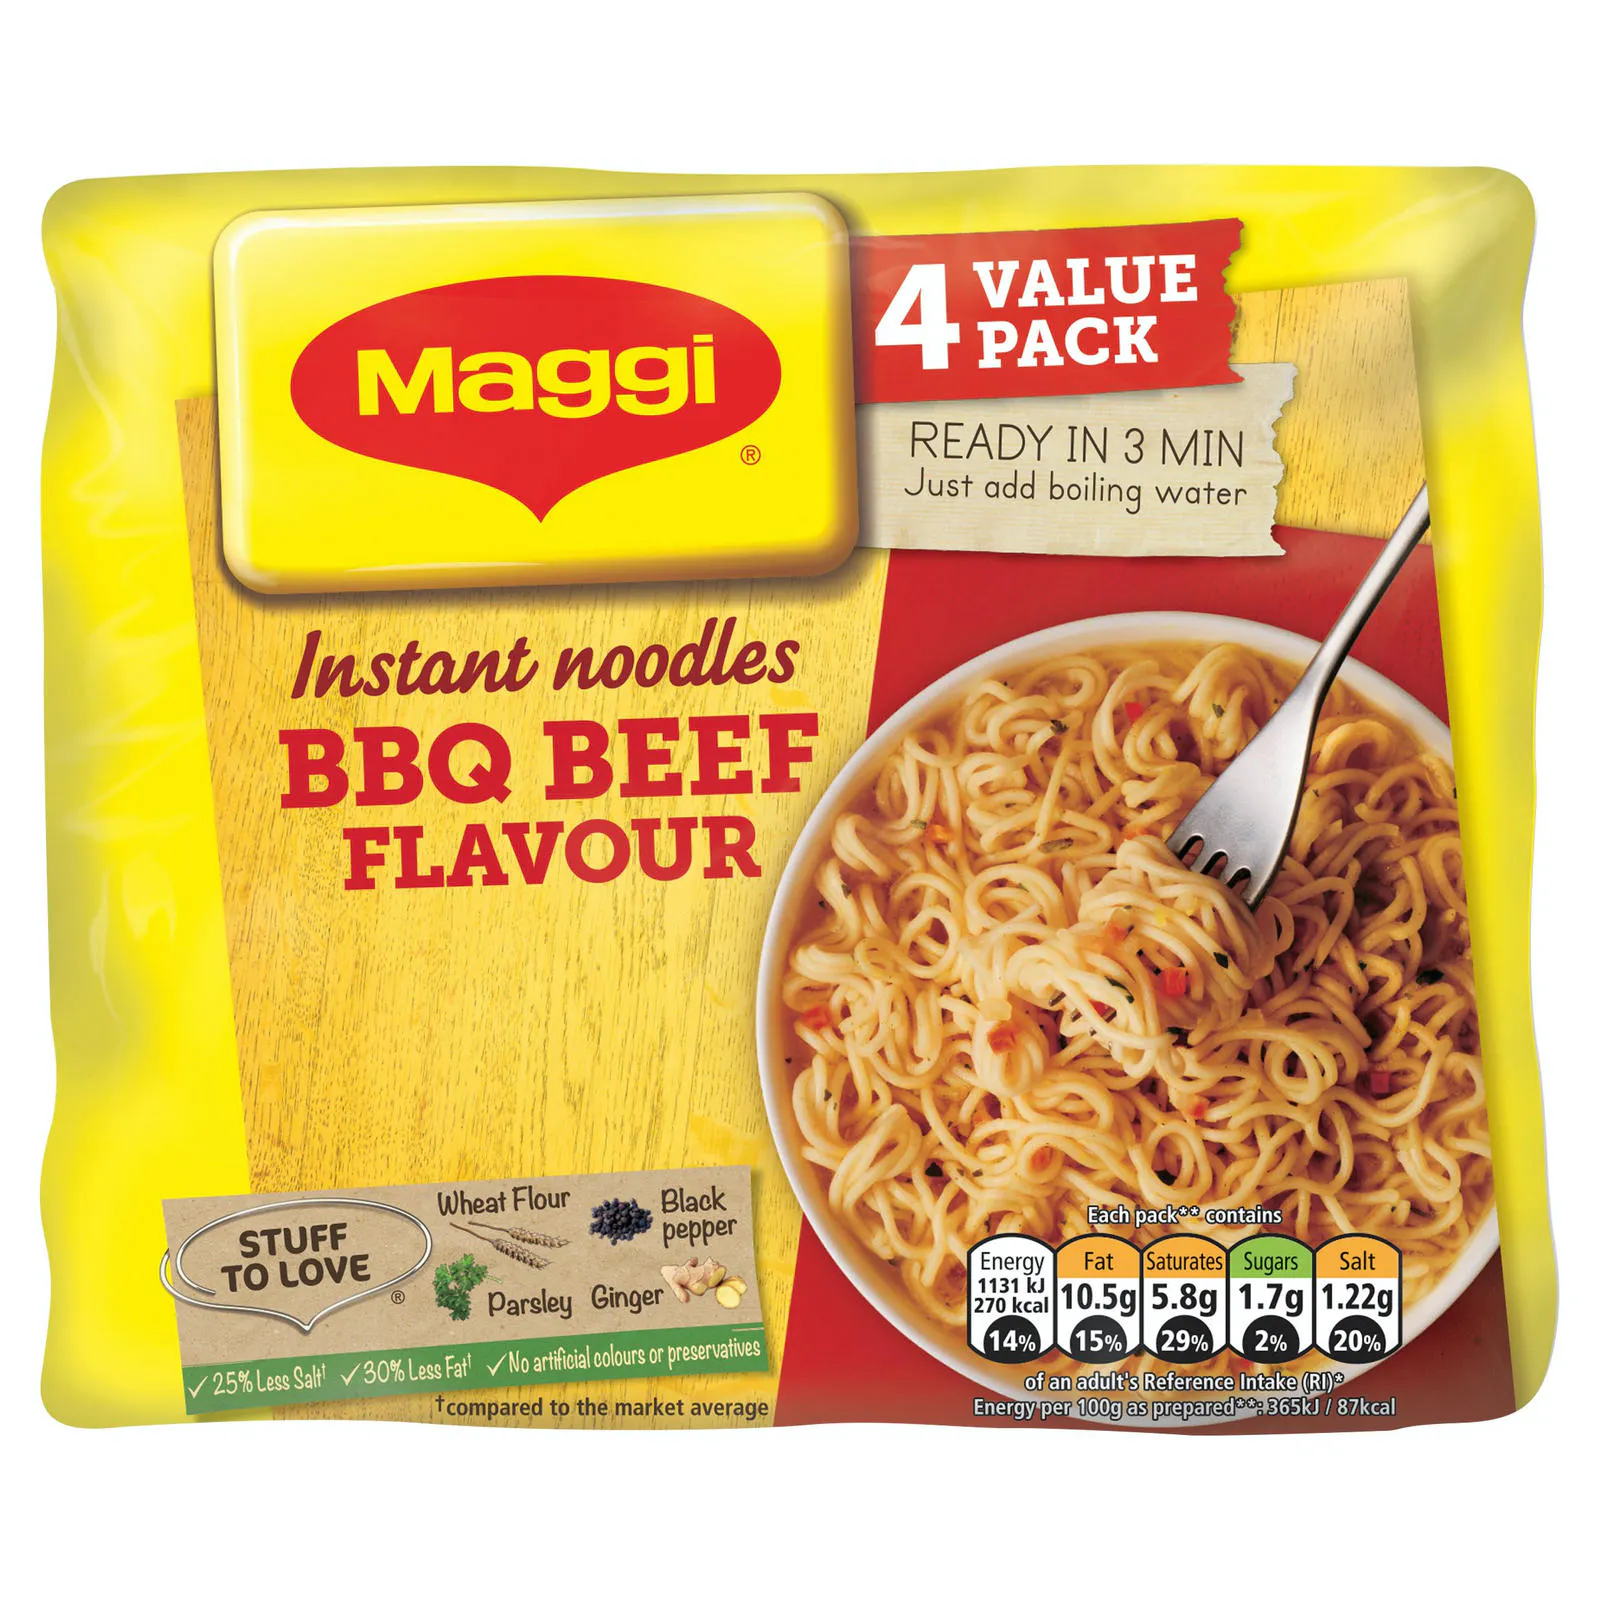 Maggi
®
4 VALUE
PACK
READY IN 3 MIN
Just add boiling water
Instant noodles
BBQ BEEF
FLAVOUR
STUFF
TO LOVE
®
Wheat Flour
Black
pepper
Parsley
Ginger
✓ 25% Less Salt† ✓ 30% Less Fat† ✓ No artificial colours or preservatives
†compared to the market average
Each pack** contains
Energy Fat Saturates Sugars Salt
1131 kJ
270 kcal 10.5g 5.8g 1.7g 1.22g
14% 15% 29% 2% 20%
of an adult's Reference Intake (RI)*
Energy per 100g as prepared**: 365kJ / 87kcal